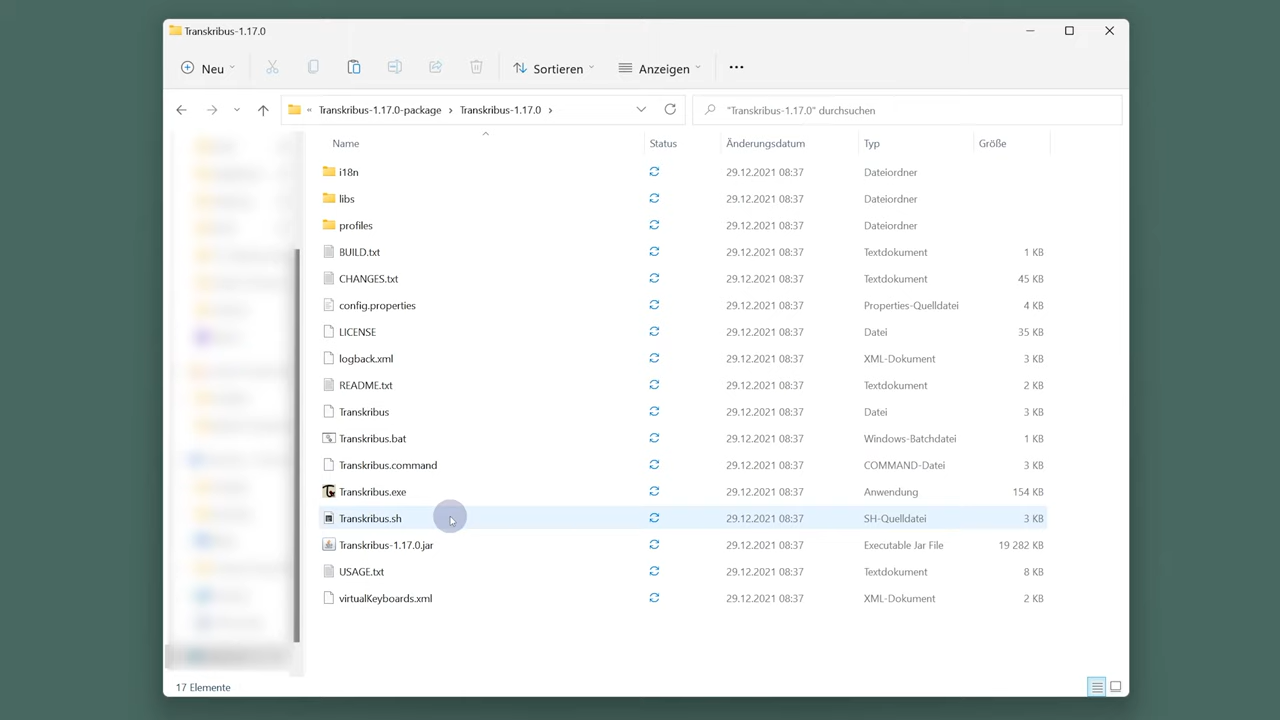 Transkribus-1.17.0
Neu Sortieren Anzeigen
« Transkribus-1.17.0-package › Transkribus-1.17.0 › "Transkribus-1.17.0" durchsuchen
Name Status Änderungsdatum Typ Größe
i18n 29.12.2021 08:37 Dateiordner
libs 29.12.2021 08:37 Dateiordner
profiles 29.12.2021 08:37 Dateiordner
BUILD.txt 29.12.2021 08:37 Textdokument 1 KB
CHANGES.txt 29.12.2021 08:37 Textdokument 45 KB
config.properties 29.12.2021 08:37 Properties-Quelldatei 4 KB
LICENSE 29.12.2021 08:37 Datei 35 KB
logback.xml 29.12.2021 08:37 XML-Dokument 3 KB
README.txt 29.12.2021 08:37 Textdokument 2 KB
Transkribus 29.12.2021 08:37 Datei 3 KB
Transkribus.bat 29.12.2021 08:37 Windows-Batchdatei 1 KB
Transkribus.command 29.12.2021 08:37 COMMAND-Datei 3 KB
Transkribus.exe 29.12.2021 08:37 Anwendung 154 KB
Transkribus.sh 29.12.2021 08:37 SH-Quelldatei 3 KB
Transkribus-1.17.0.jar 29.12.2021 08:37 Executable Jar File 19 282 KB
USAGE.txt 29.12.2021 08:37 Textdokument 8 KB
virtualKeyboards.xml 29.12.2021 08:37 XML-Dokument 2 KB
17 Elemente